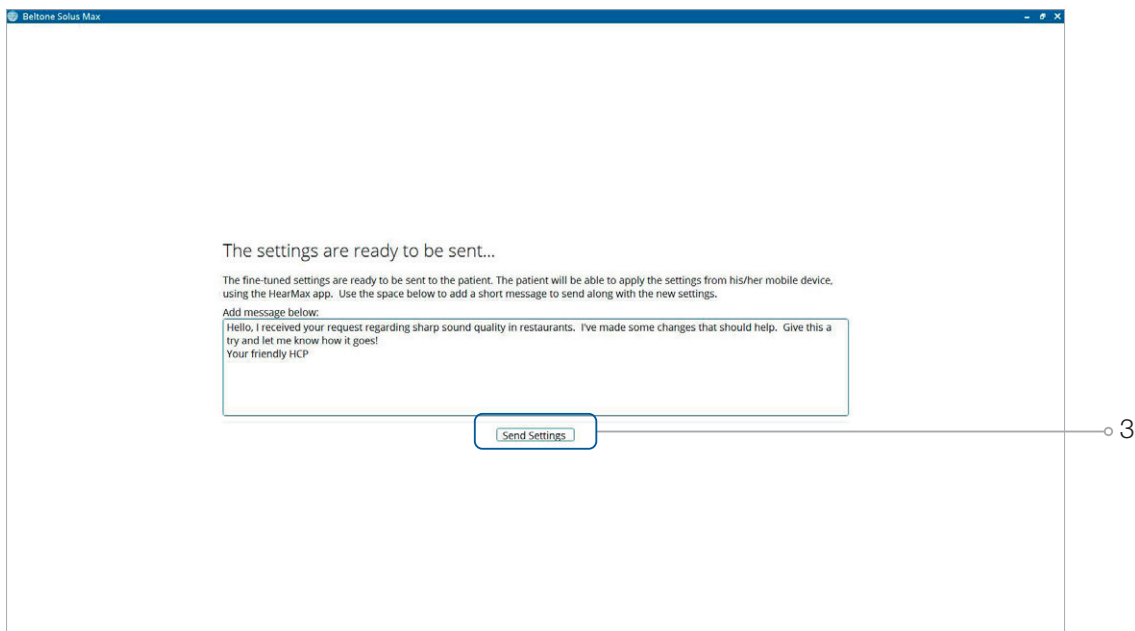 Beltone Solus Max
The settings are ready to be sent...
The fine-tuned settings are ready to be sent to the patient. The patient will be able to apply the settings from his/her mobile device,
using the HearMax app.  Use the space below to add a short message to send along with the new settings.
Add message below:
Hello, I received your request regarding sharp sound quality in restaurants.  I've made some changes that should help.  Give this a
try and let me know how it goes!
Your friendly HCP
Send Settings
3